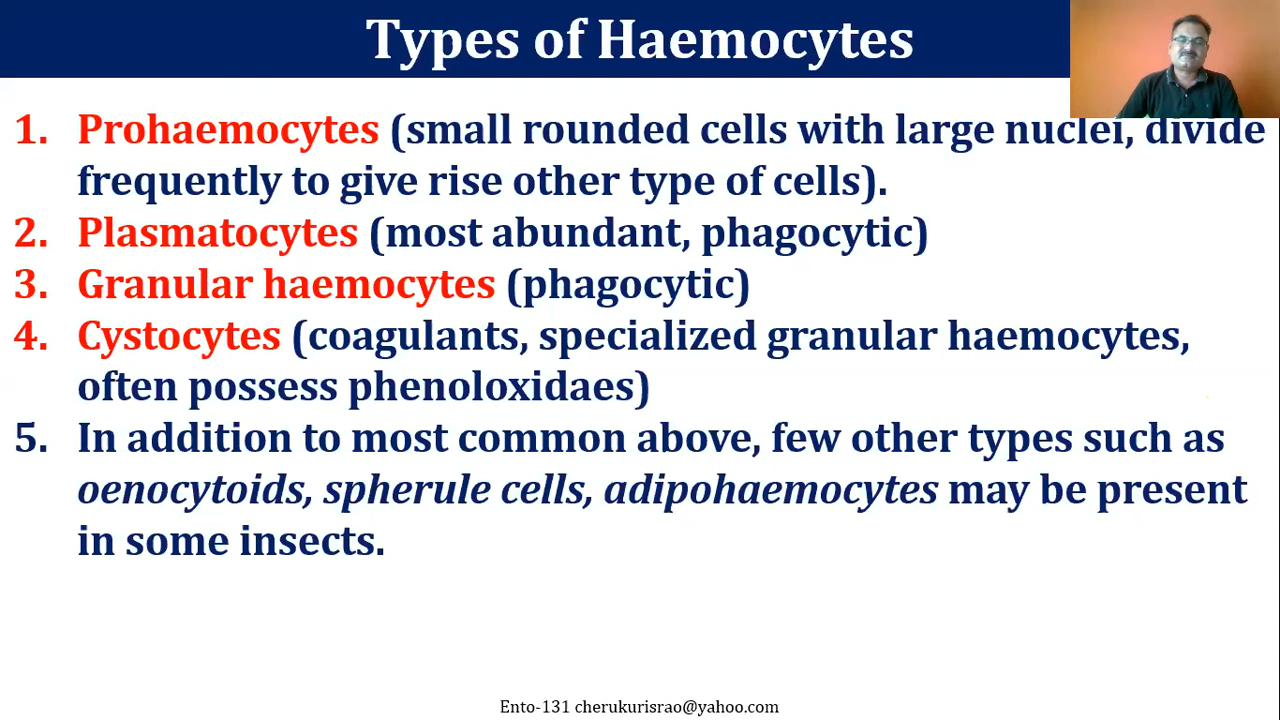 Types of Haemocytes
1. Prohaemocytes (small rounded cells with large nuclei, divide
frequently to give rise other type of cells).
2. Plasmatocytes (most abundant, phagocytic)
3. Granular haemocytes (phagocytic)
4. Cystocytes (coagulants, specialized granular haemocytes,
often possess phenoloxidaes)
5. In addition to most common above, few other types such as
oenocytoids, spherule cells, adipohaemocytes may be present
in some insects.
Ento-131 cherukurisrao@yahoo.com